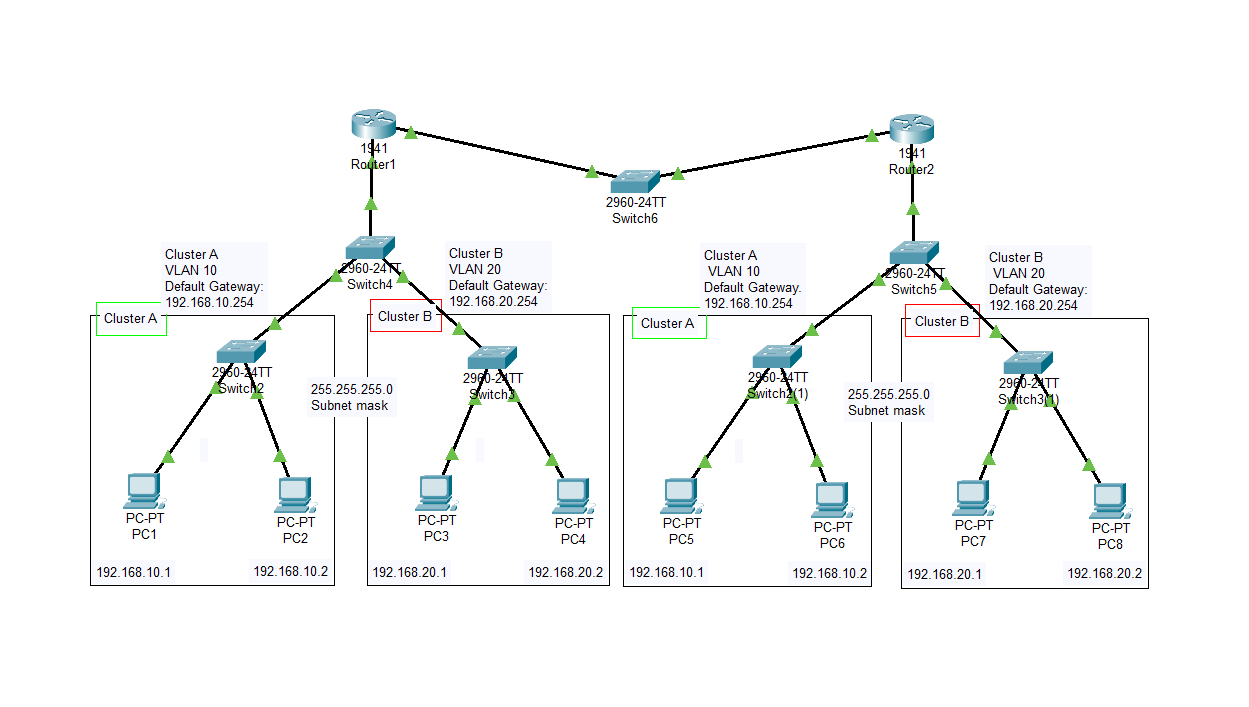 1941
Router1
1941
Router2
2960-24TT
Switch6
2960-24TT
Switch4
2960-24TT
Switch5
Cluster A
VLAN 10
Default Gateway:
192.168.10.254
Cluster B
VLAN 20
Default Gateway:
192.168.20.254
Cluster A
VLAN 10
Default Gateway.
192.168.10.254
Cluster B
VLAN 20
Default Gateway:
192.168.20.254
Cluster A
Cluster B
Cluster A
Cluster B
2960-24TT
Switch2
2960-24TT
Switch3
2960-24TT
Switch2(1)
2960-24TT
Switch3(1)
255.255.255.0
Subnet mask
255.255.255.0
Subnet mask
PC-PT
PC1
PC-PT
PC2
PC-PT
PC3
PC-PT
PC4
PC-PT
PC5
PC-PT
PC6
PC-PT
PC7
PC-PT
PC8
192.168.10.1
192.168.10.2
192.168.20.1
192.168.20.2
192.168.10.1
192.168.10.2
192.168.20.1
192.168.20.2